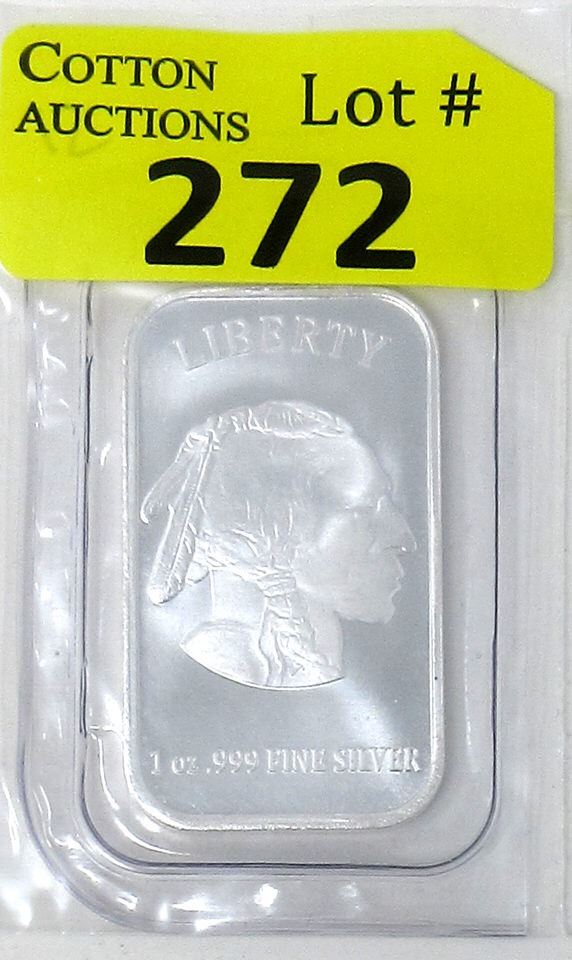 COTTON
AUCTIONS
Lot #
272
LIBERTY
1 oz .999 FINE SILVER